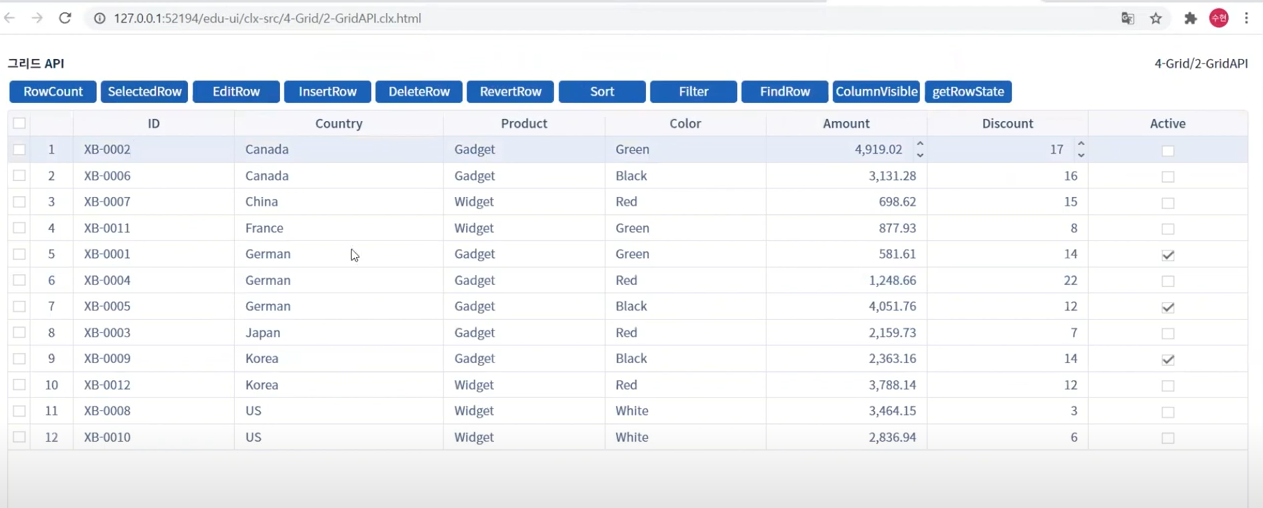 127.0.0.1:52194/edu-ui/clx-src/4-Grid/2-GridAPI.clx.html 수현
그리드 API 4-Grid/2-GridAPI
RowCount SelectedRow EditRow InsertRow DeleteRow RevertRow Sort Filter FindRow ColumnVisible getRowState
ID Country Product Color Amount Discount Active
1 XB-0002 Canada Gadget Green 4,919.02 17
2 XB-0006 Canada Gadget Black 3,131.28 16
3 XB-0007 China Widget Red 698.62 15
4 XB-0011 France Widget Green 877.93 8
5 XB-0001 German Gadget Green 581.61 14
6 XB-0004 German Gadget Red 1,248.66 22
7 XB-0005 German Gadget Black 4,051.76 12
8 XB-0003 Japan Gadget Red 2,159.73 7
9 XB-0009 Korea Gadget Black 2,363.16 14
10 XB-0012 Korea Widget Red 3,788.14 12
11 XB-0008 US Widget White 3,464.15 3
12 XB-0010 US Widget White 2,836.94 6